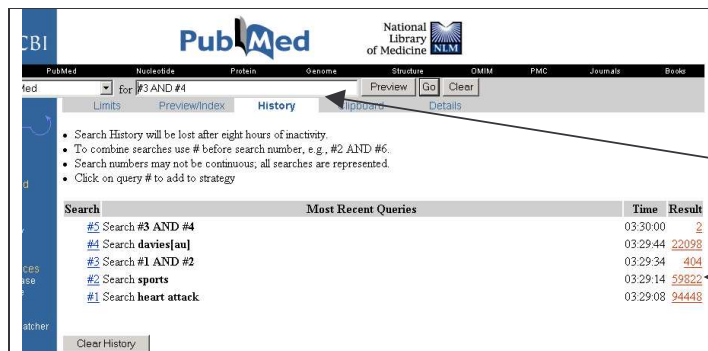 CBI
PubMed
National
Library
of Medicine NLM
PubMed Nucleotide Protein Genome Structure OMIM PMC Journals Books
Med for #3 AND #4 Preview Go Clear
Limits Preview/Index History Clipboard Details
• Search History will be lost after eight hours of inactivity.
• To combine searches use # before search number, e.g., #2 AND #6.
• Search numbers may not be continuous; all searches are represented.
• Click on query # to add to strategy
Search Most Recent Queries Time Result
#5 Search #3 AND #4 03:30:00 2
#4 Search davies[au] 03:29:44 22098
#3 Search #1 AND #2 03:29:34 404
#2 Search sports 03:29:14 59822
#1 Search heart attack 03:29:08 94448
Clear History
d
y
ces
ase
e
atcher